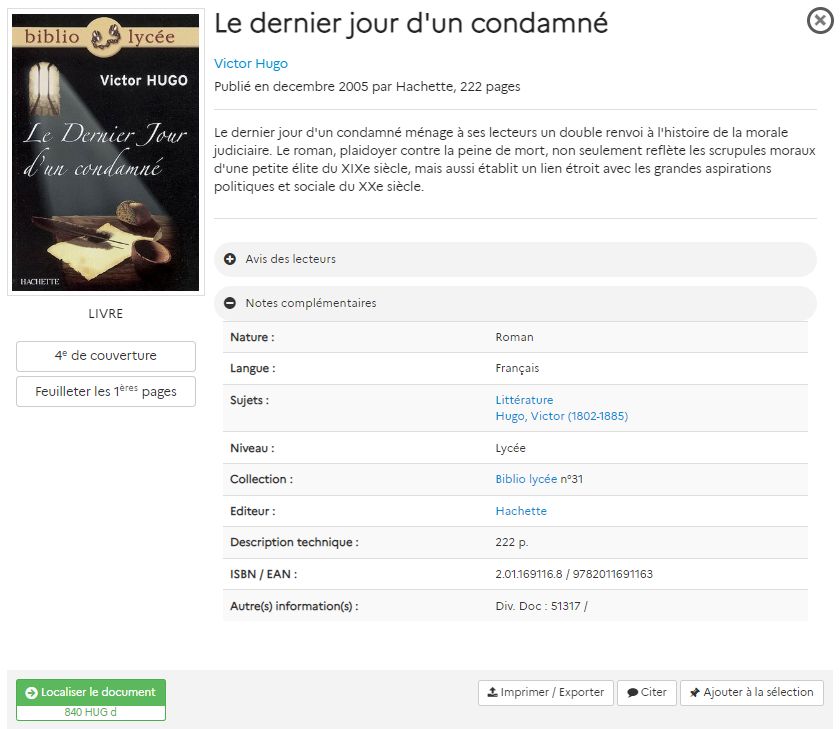 Le dernier jour d'un condamné
Victor Hugo
Publié en decembre 2005 par Hachette, 222 pages
Le dernier jour d'un condamné ménage à ses lecteurs un double renvoi à l'histoire de la morale
judiciaire. Le roman, plaidoyer contre la peine de mort, non seulement reflète les scrupules moraux
d'une petite élite du XIXe siècle, mais aussi établit un lien étroit avec les grandes aspirations
politiques et sociale du XXe siècle.
biblio lycée
Victor HUGO
Le Dernier Jour
d'un condamné
HACHETTE
LIVRE
4e de couverture
Feuilleter les 1ères pages
Avis des lecteurs
Notes complémentaires
Nature : Roman
Langue : Français
Sujets : Littérature
Hugo, Victor (1802-1885)
Niveau : Lycée
Collection : Biblio lycée n°31
Editeur : Hachette
Description technique : 222 p.
ISBN / EAN : 2.01.169116.8 / 9782011691163
Autre(s) information(s) : Div. Doc : 51317 /
Localiser le document
840 HUG d
Imprimer / Exporter
Citer
Ajouter à la sélection